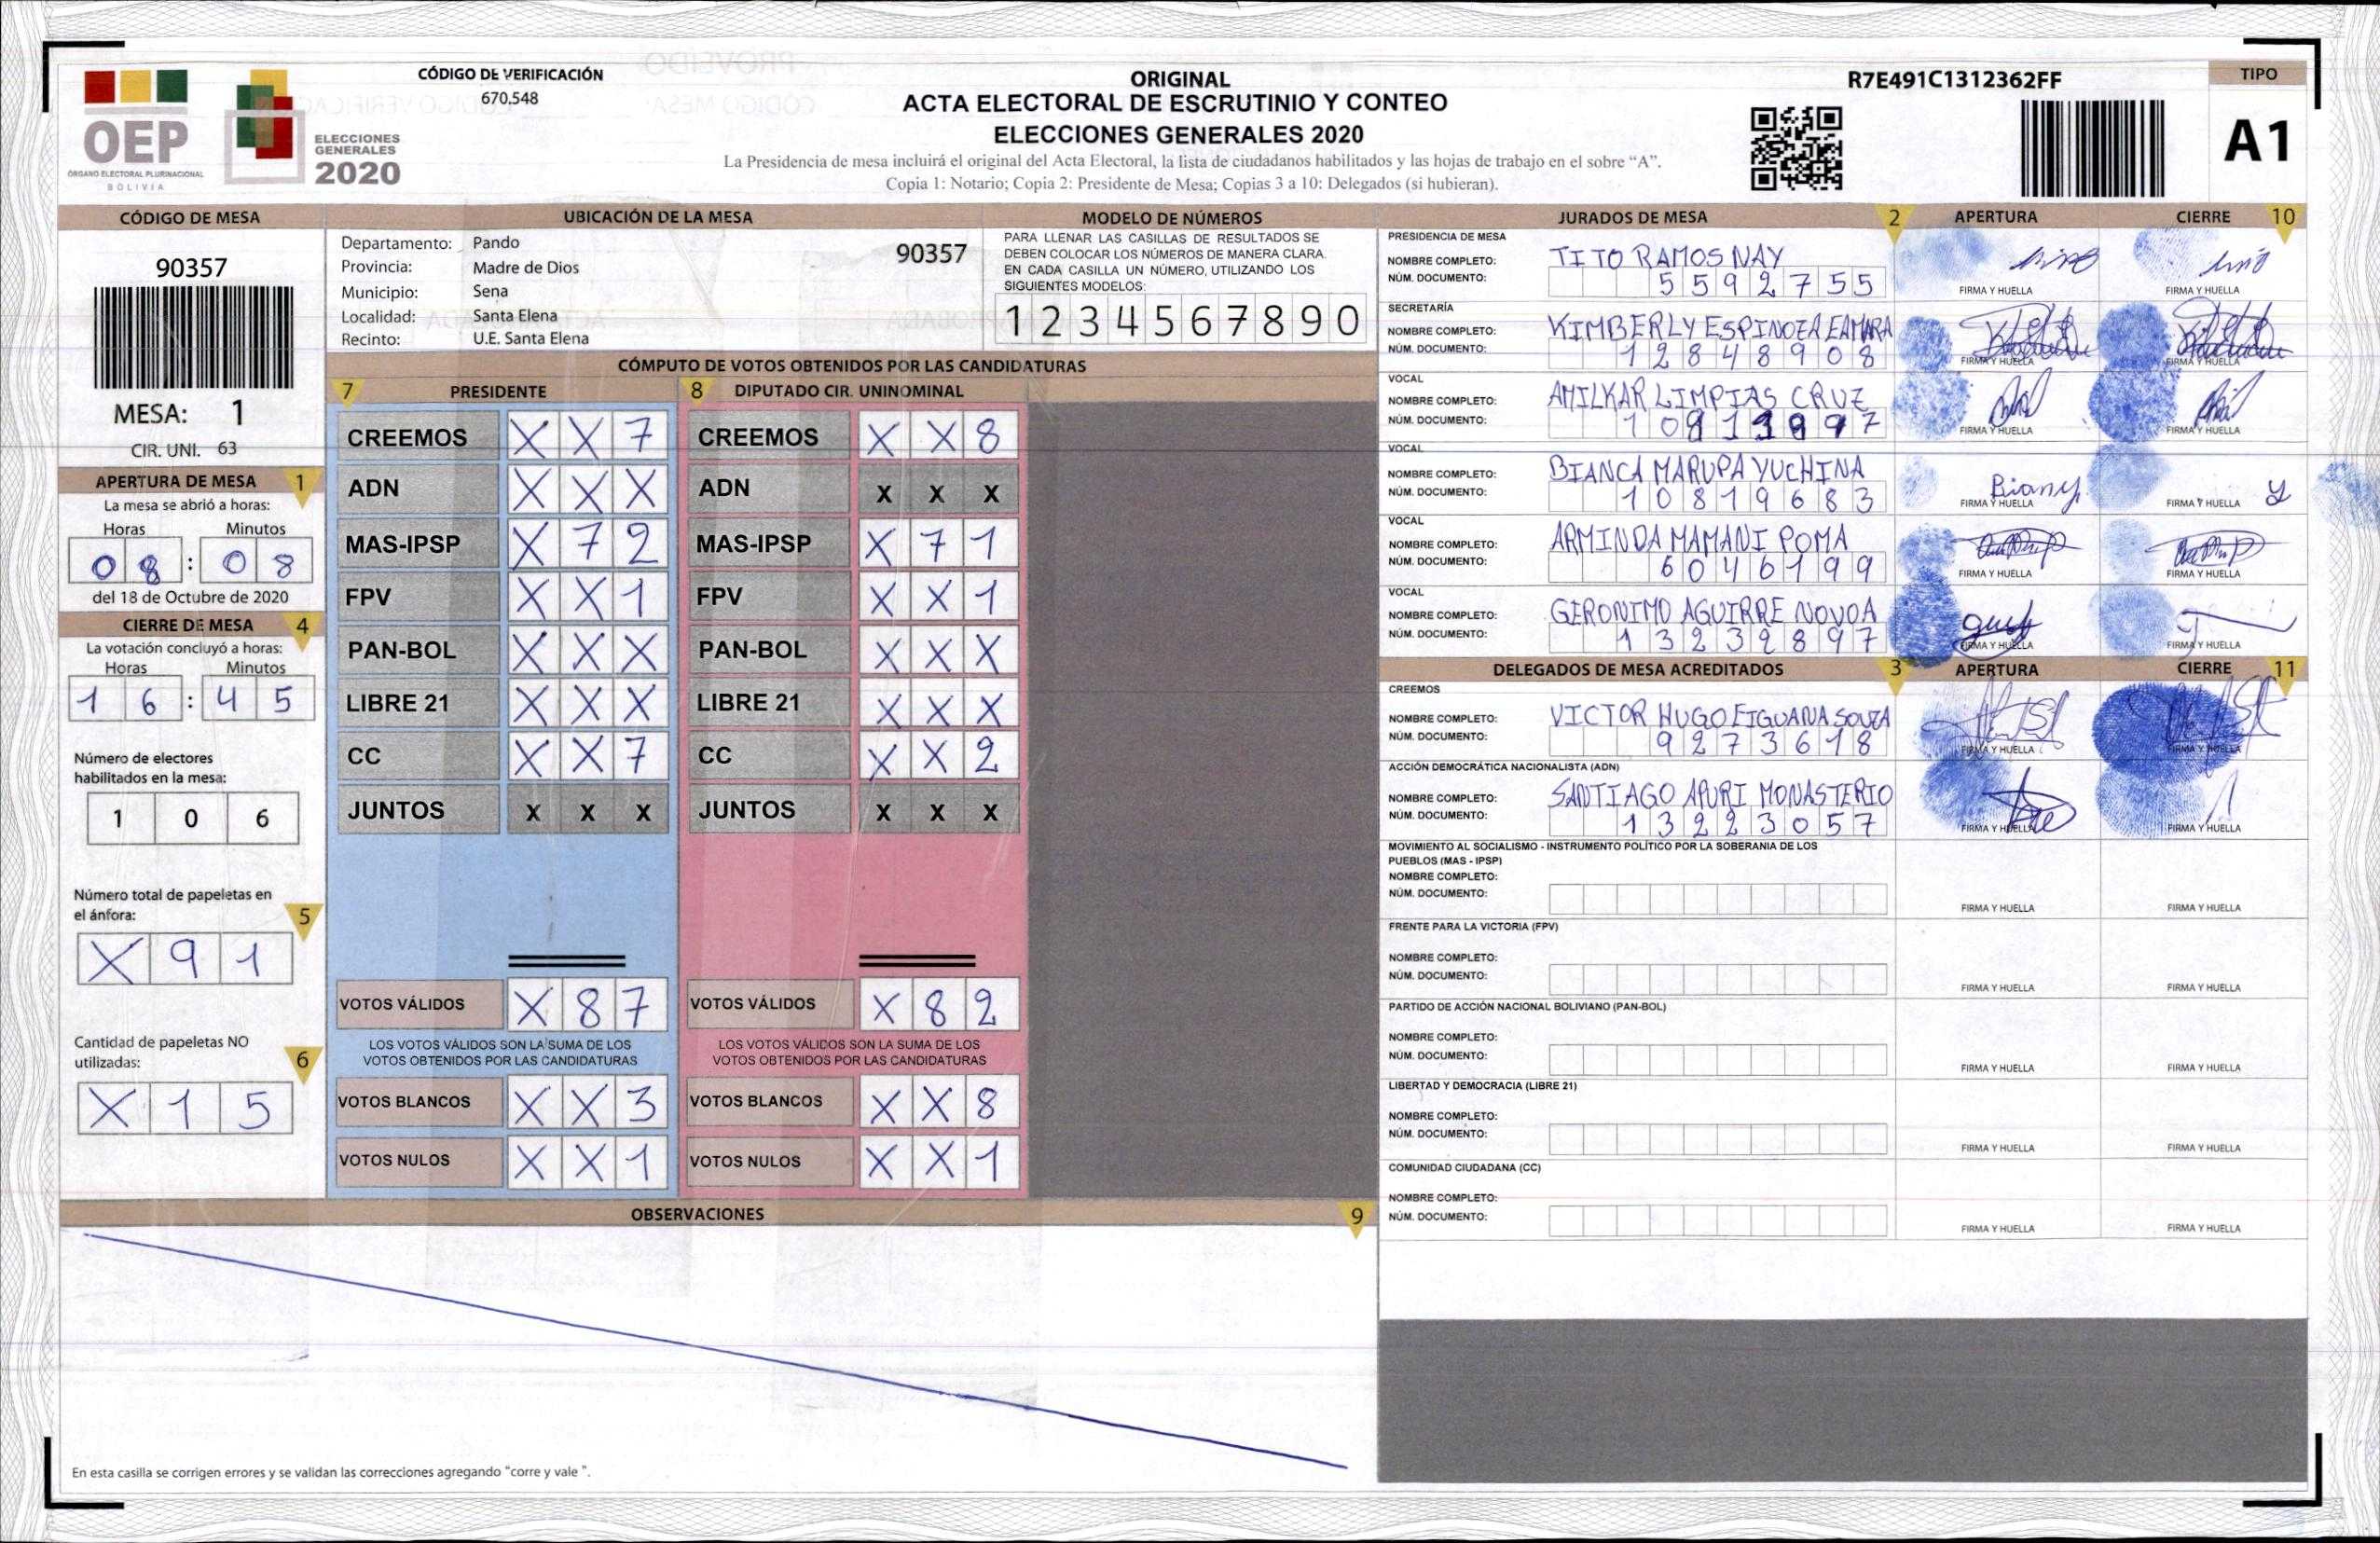 CÓDIGO DE VERIFICACIÓN
670,548
OEP
ÓRGANO ELECTORAL PLURINACIONAL
BOLIVIA
ELECCIONES
GENERALES
2020
ORIGINAL
ACTA ELECTORAL DE ESCRUTINIO Y CONTEO
ELECCIONES GENERALES 2020
La Presidencia de mesa incluirá el original del Acta Electoral, la lista de ciudadanos habilitados y las hojas de trabajo en el sobre "A".
Copia 1: Notario; Copia 2: Presidente de Mesa; Copias 3 a 10: Delegados (si hubieran).
R7E491C1312362FF
TIPO
A1
CÓDIGO DE MESA
90357
MESA: 1
CIR. UNI. 63
APERTURA DE MESA 1
La mesa se abrió a horas:
Horas Minutos
08 : 08
del 18 de Octubre de 2020
CIERRE DE MESA 4
La votación concluyó a horas:
Horas Minutos
16 : 45
Número de electores
habilitados en la mesa:
1 0 6
Número total de papeletas en
el ánfora: 5
X 9 1
Cantidad de papeletas NO
utilizadas: 6
X 1 5
UBICACIÓN DE LA MESA
Departamento: Pando 90357
Provincia: Madre de Dios
Municipio: Sena
Localidad: Santa Elena
Recinto: U.E. Santa Elena
MODELO DE NÚMEROS
PARA LLENAR LAS CASILLAS DE RESULTADOS SE
DEBEN COLOCAR LOS NÚMEROS DE MANERA CLARA.
EN CADA CASILLA UN NÚMERO, UTILIZANDO LOS
SIGUIENTES MODELOS:
1 2 3 4 5 6 7 8 9 0
CÓMPUTO DE VOTOS OBTENIDOS POR LAS CANDIDATURAS
7 PRESIDENTE 8 DIPUTADO CIR. UNINOMINAL
CREEMOS X X 7 CREEMOS X X 8
ADN X X X ADN X X X
MAS-IPSP X 7 2 MAS-IPSP X 7 1
FPV X X 1 FPV X X 1
PAN-BOL X X X PAN-BOL X X X
LIBRE 21 X X X LIBRE 21 X X X
CC X X 7 CC X X 2
JUNTOS X X X JUNTOS X X X
VOTOS VÁLIDOS X 8 7 VOTOS VÁLIDOS X 8 2
LOS VOTOS VÁLIDOS SON LA SUMA DE LOS LOS VOTOS VÁLIDOS SON LA SUMA DE LOS
VOTOS OBTENIDOS POR LAS CANDIDATURAS VOTOS OBTENIDOS POR LAS CANDIDATURAS
VOTOS BLANCOS X X 3 VOTOS BLANCOS X X 8
VOTOS NULOS X X 1 VOTOS NULOS X X 1
OBSERVACIONES 9
En esta casilla se corrigen errores y se validan las correcciones agregando "corre y vale ".
JURADOS DE MESA 2 APERTURA CIERRE 10
PRESIDENCIA DE MESA
NOMBRE COMPLETO: TITO RAMOS NAY
NÚM. DOCUMENTO: 5592755 FIRMA Y HUELLA FIRMA Y HUELLA
SECRETARÍA
NOMBRE COMPLETO: KIMBERLY ESPINOZA EAMARA
NÚM. DOCUMENTO: 12848908 FIRMA Y HUELLA FIRMA Y HUELLA
VOCAL
NOMBRE COMPLETO: AMILKAR LIMPIAS CRUZ
NÚM. DOCUMENTO: FIRMA Y HUELLA FIRMA Y HUELLA
VOCAL
NOMBRE COMPLETO: BIANCA MARUPA YUCHINA
NÚM. DOCUMENTO: 10819683 FIRMA Y HUELLA FIRMA Y HUELLA
VOCAL
NOMBRE COMPLETO: ARMINDA MAMANI POMA
NÚM. DOCUMENTO: 6046199 FIRMA Y HUELLA FIRMA Y HUELLA
VOCAL
NOMBRE COMPLETO: GERONIMO AGUIRRE NOVOA
NÚM. DOCUMENTO: 13239897 FIRMA Y HUELLA FIRMA Y HUELLA
DELEGADOS DE MESA ACREDITADOS 3 APERTURA CIERRE 11
CREEMOS
NOMBRE COMPLETO: VICTOR HUGO FIGUANA SOUZA
NÚM. DOCUMENTO: 9273618 FIRMA Y HUELLA FIRMA Y HUELLA
ACCIÓN DEMOCRÁTICA NACIONALISTA (ADN)
NOMBRE COMPLETO: SANTIAGO APURI MONASTERIO
NÚM. DOCUMENTO: 13223057 FIRMA Y HUELLA FIRMA Y HUELLA
MOVIMIENTO AL SOCIALISMO - INSTRUMENTO POLÍTICO POR LA SOBERANIA DE LOS
PUEBLOS (MAS - IPSP)
NOMBRE COMPLETO:
NÚM. DOCUMENTO: FIRMA Y HUELLA FIRMA Y HUELLA
FRENTE PARA LA VICTORIA (FPV)
NOMBRE COMPLETO:
NÚM. DOCUMENTO: FIRMA Y HUELLA FIRMA Y HUELLA
PARTIDO DE ACCIÓN NACIONAL BOLIVIANO (PAN-BOL)
NOMBRE COMPLETO:
NÚM. DOCUMENTO: FIRMA Y HUELLA FIRMA Y HUELLA
LIBERTAD Y DEMOCRACIA (LIBRE 21)
NOMBRE COMPLETO:
NÚM. DOCUMENTO: FIRMA Y HUELLA FIRMA Y HUELLA
COMUNIDAD CIUDADANA (CC)
NOMBRE COMPLETO:
NÚM. DOCUMENTO: FIRMA Y HUELLA FIRMA Y HUELLA